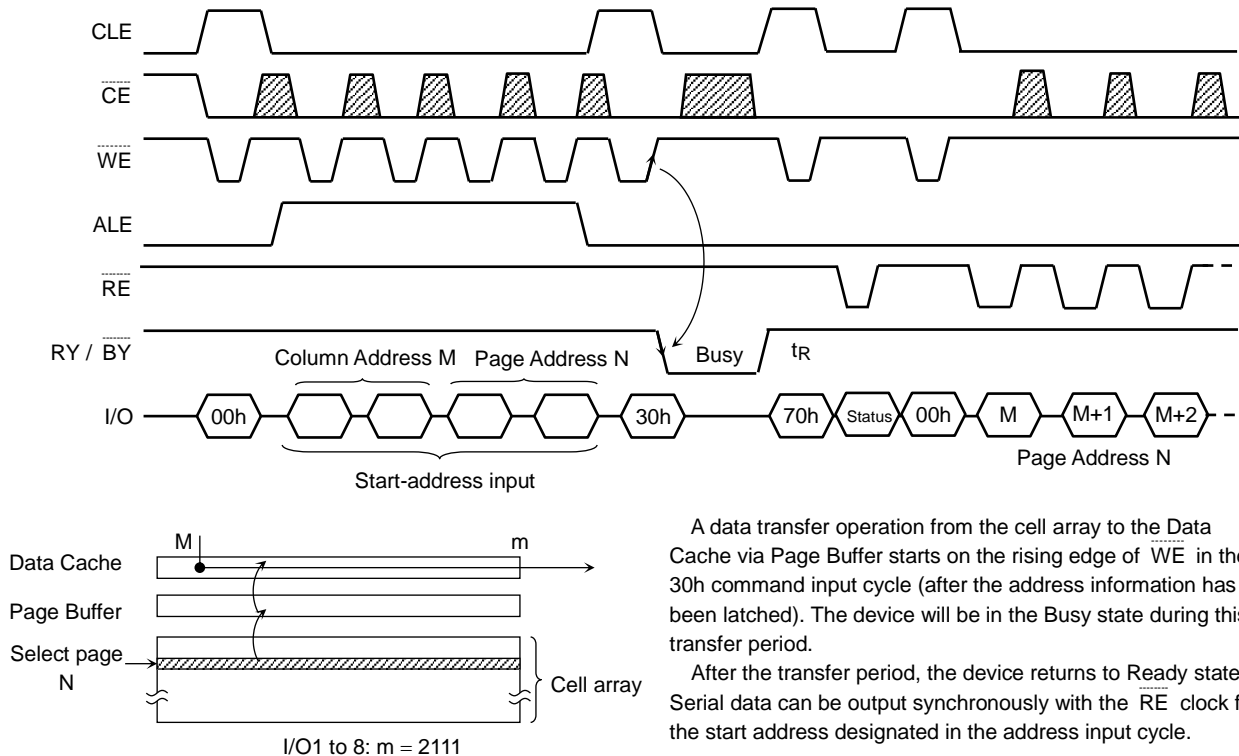 CLE
CE
WE
ALE
RE
RY / BY
Busy
tR
Column Address M
Page Address N
I/O
00h
30h
70h
Status
00h
M
M+1
M+2
Start-address input
Page Address N
M
m
Data Cache
Page Buffer
Select page
N
Cell array
I/O1 to 8: m = 2111
A data transfer operation from the cell array to the Data
Cache via Page Buffer starts on the rising edge of WE in the
30h command input cycle (after the address information has
been latched). The device will be in the Busy state during this
transfer period.
After the transfer period, the device returns to Ready state
Serial data can be output synchronously with the RE clock f
the start address designated in the address input cycle.